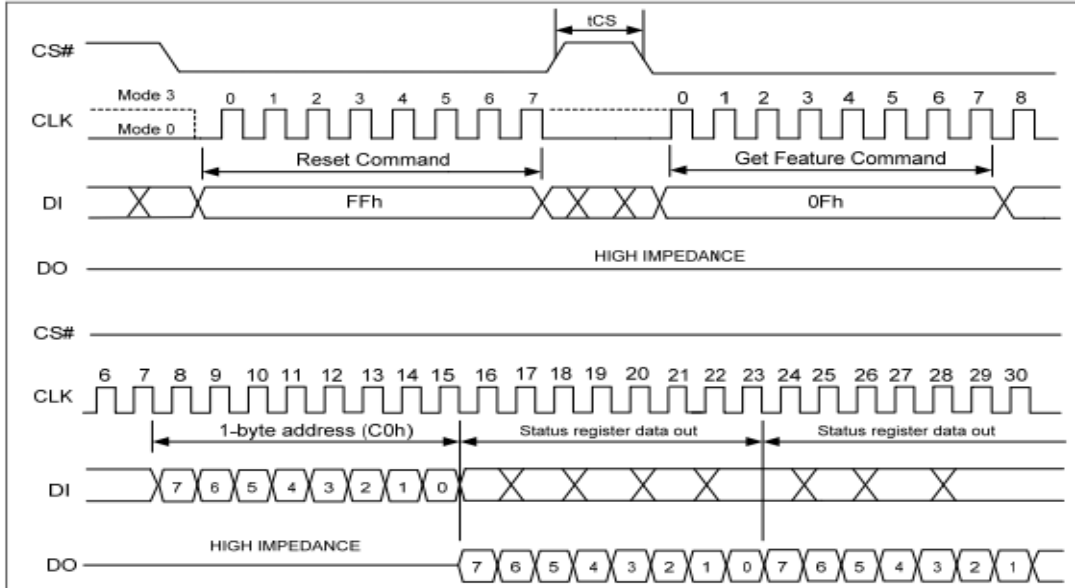 tCS
CS#
Mode 3
0 1 2 3 4 5 6 7 0 1 2 3 4 5 6 7 8
CLK
Mode 0
Reset Command Get Feature Command
DI FFh 0Fh
HIGH IMPEDANCE
DO
CS#
6 7 8 9 10 11 12 13 14 15 16 17 18 19 20 21 22 23 24 25 26 27 28 29 30
CLK
1-byte address (C0h) Status register data out Status register data out
DI 7 6 5 4 3 2 1 0
HIGH IMPEDANCE
DO 7 6 5 4 3 2 1 0 7 6 5 4 3 2 1